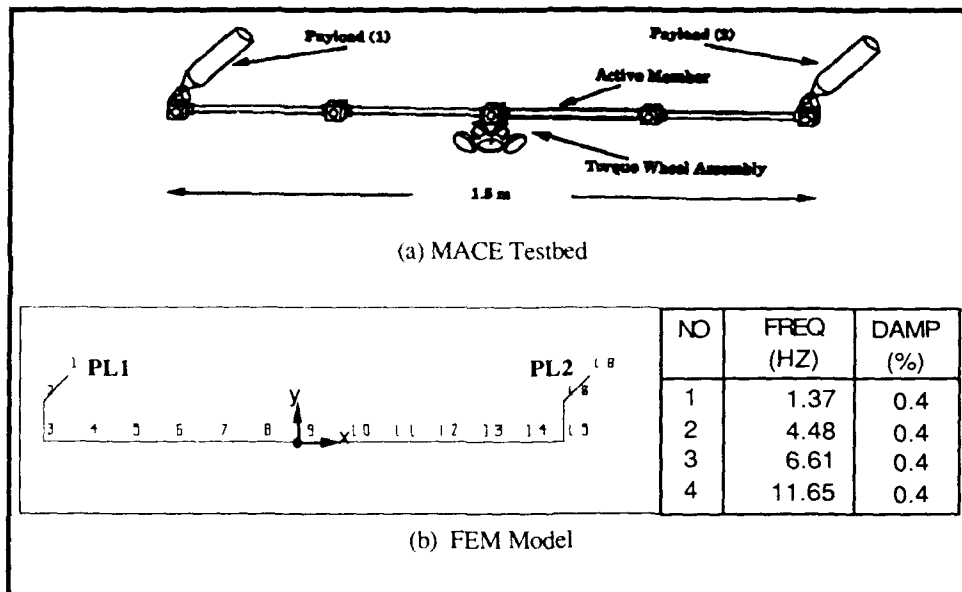 Payload (1)
Payload (2)
Active Member
Torque Wheel Assembly
1.5 m
(a) MACE Testbed
1 PL1
PL2 18
2
16
y
3 4 5 6 7 8 9 x 10 11 12 13 14 15
NO FREQ (HZ) DAMP (%)
1 1.37 0.4
2 4.48 0.4
3 6.61 0.4
4 11.65 0.4
(b) FEM Model